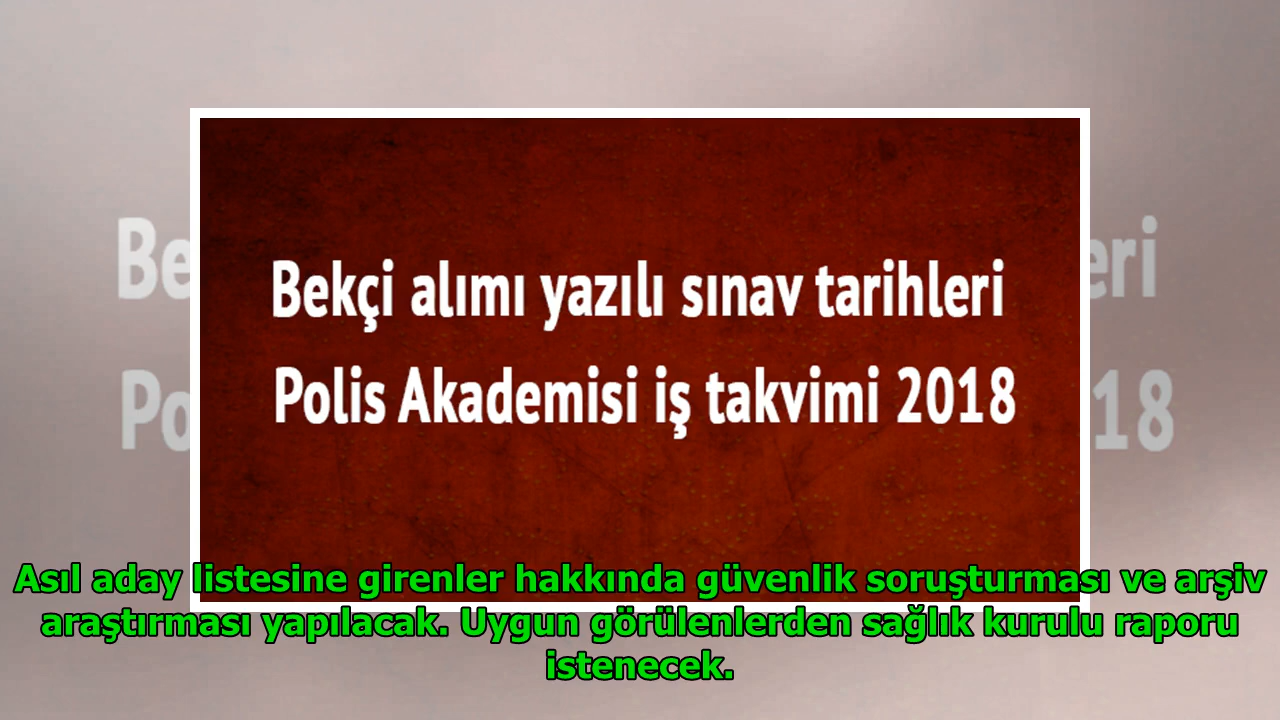 Bekçi alımı yazılı sınav tarihleri
Polis Akademisi iş takvimi 2018
Asıl aday listesine girenler hakkında güvenlik soruşturması ve arşiv
araştırması yapılacak. Uygun görülenlerden sağlık kurulu raporu
istenecek.